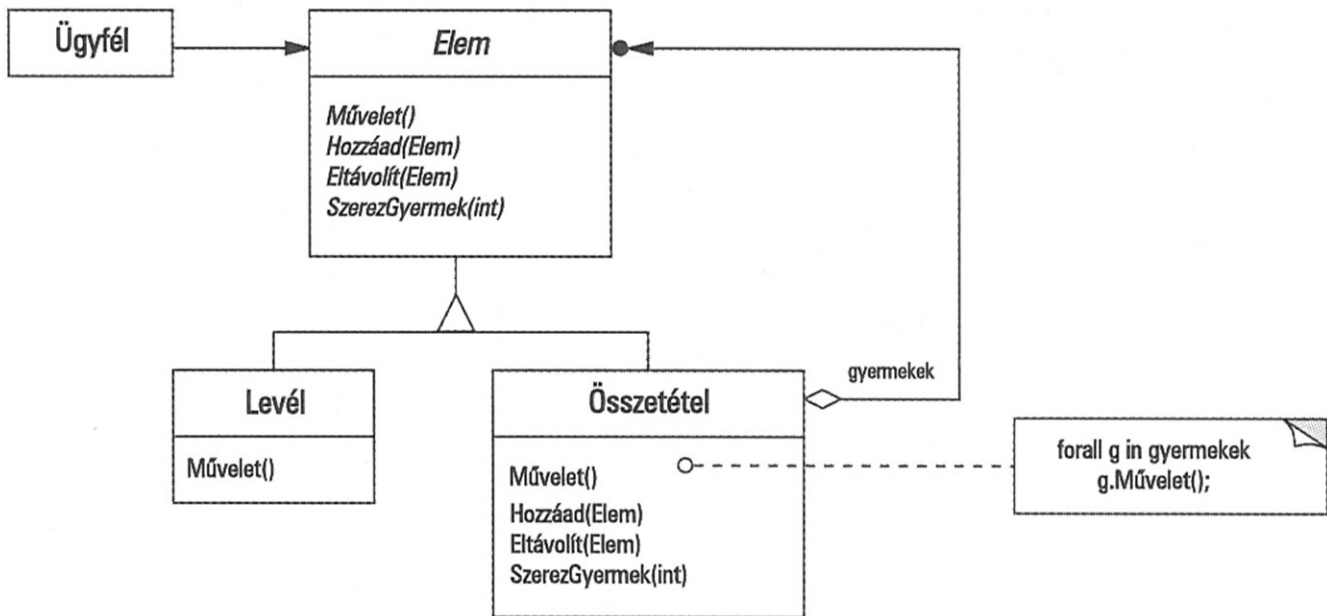 Ügyfél
Elem
Művelet()
Hozzáad(Elem)
Eltávolít(Elem)
SzerezGyermek(int)
Levél
Művelet()
Összetétel
Művelet()
Hozzáad(Elem)
Eltávolít(Elem)
SzerezGyermek(int)
gyermekek
forall g in gyermekek
g.Művelet();